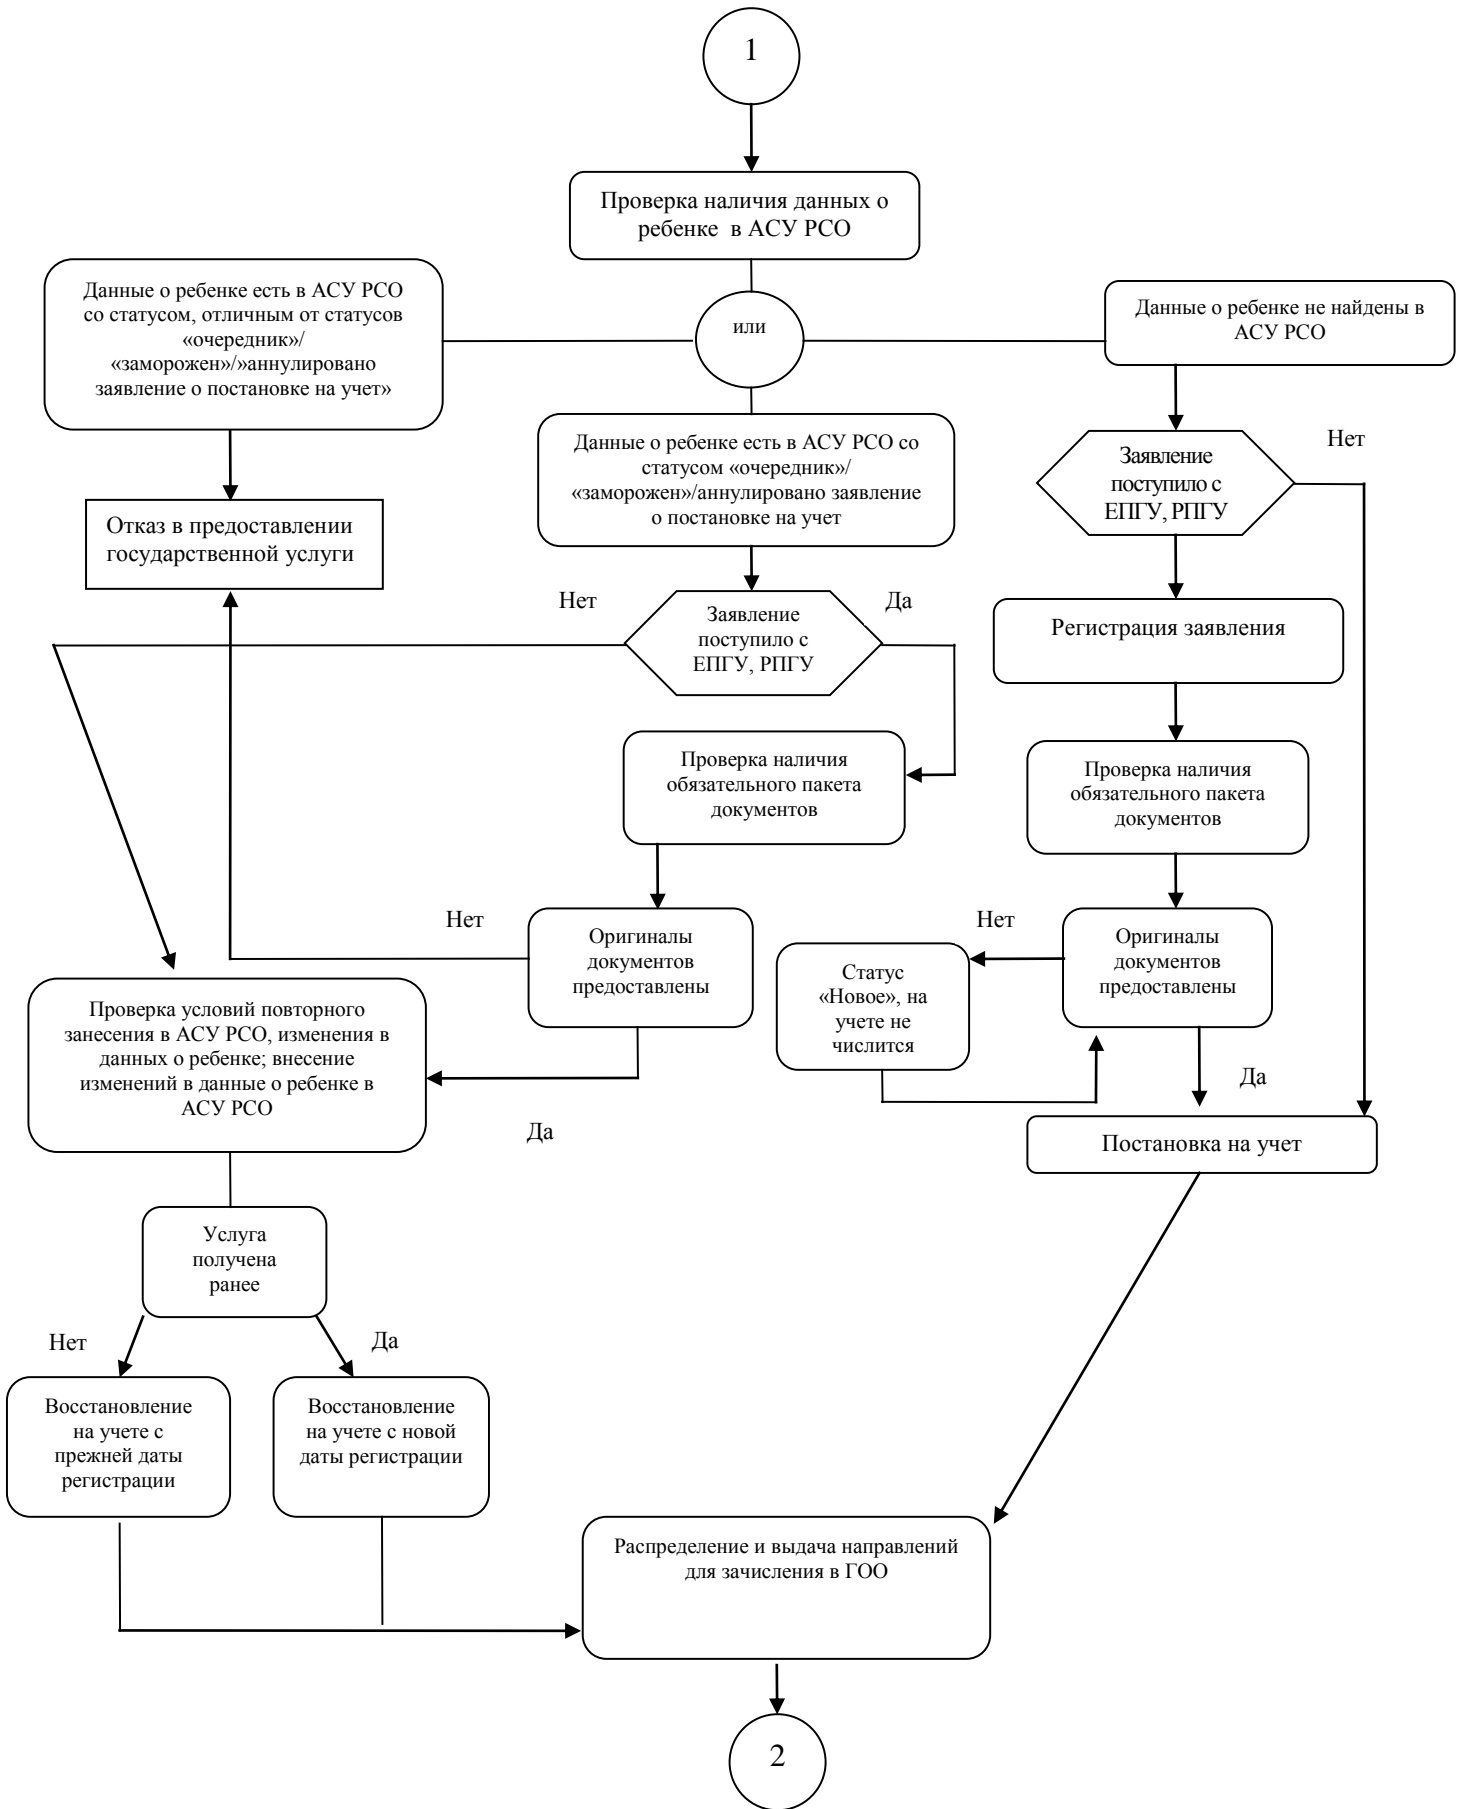 1
Проверка наличия данных о
ребенке в АСУ РСО
Данные о ребенке есть в АСУ РСО
со статусом, отличным от статусов
«очередник»/
«заморожен»/»аннулировано
заявление о постановке на учет»
или
Данные о ребенке не найдены в
АСУ РСО
Данные о ребенке есть в АСУ РСО со
статусом «очередник»/
«заморожен»/аннулировано заявление
о постановке на учет
Заявление
поступило с
ЕПГУ, РПГУ
Нет
Отказ в предоставлении
государственной услуги
Нет
Заявление
поступило с
ЕПГУ, РПГУ
Да
Регистрация заявления
Проверка наличия
обязательного пакета
документов
Проверка наличия
обязательного пакета
документов
Нет
Оригиналы
документов
предоставлены
Нет
Оригиналы
документов
предоставлены
Статус
«Новое», на
учете не
числится
Проверка условий повторного
занесения в АСУ РСО, изменения в
данных о ребенке; внесение
изменений в данные о ребенке в
АСУ РСО
Да
Да
Постановка на учет
Услуга
получена
ранее
Нет
Да
Восстановление
на учете с
прежней даты
регистрации
Восстановление
на учете с новой
даты регистрации
Распределение и выдача направлений
для зачисления в ГОО
2